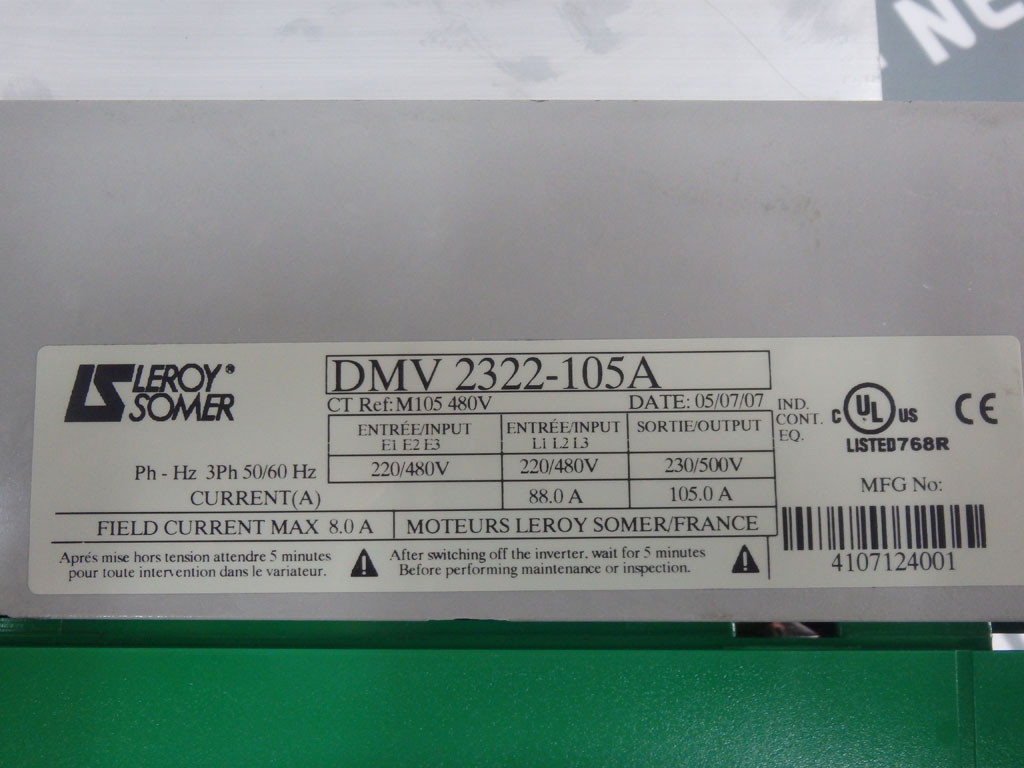 NE
LEROY®
SOMER
DMV 2322-105A
CT Ref: M105 480V DATE: 05/07/07
ENTRÉE/INPUT ENTRÉE/INPUT SORTIE/OUTPUT
E1 E2 E3 L1 L2 L3
Ph - Hz 3Ph 50/60 Hz 220/480V 220/480V 230/500V
CURRENT(A) 88.0 A 105.0 A
FIELD CURRENT MAX 8.0 A MOTEURS LEROY SOMER/FRANCE
Aprés mise hors tension attendre 5 minutes
pour toute intervention dans le variateur.
After switching off the inverter. wait for 5 minutes
Before performing maintenance or inspection.
IND.
CONT.
EQ.
C UL US
LISTED 768R
CE
MFG No:
4107124001